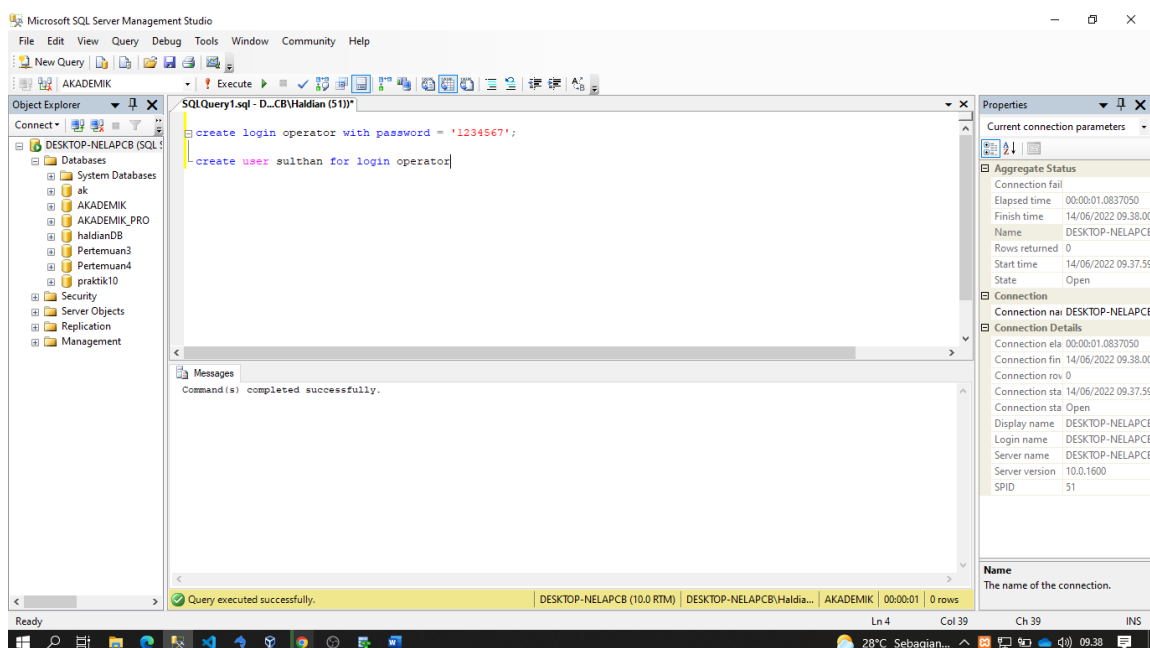 Microsoft SQL Server Management Studio
File Edit View Query Debug Tools Window Community Help
New Query
AKADEMIK Execute
Object Explorer
Connect
DESKTOP-NELAPCB (SQL S
Databases
System Databases
ak
AKADEMIK
AKADEMIK_PRO
haldianDB
Pertemuan3
Pertemuan4
praktik10
Security
Server Objects
Replication
Management
SQLQuery1.sql - D...CB\Haldian (51))*
create login operator with password = '1234567';
create user sulthan for login operator
Messages
Command(s) completed successfully.
Query executed successfully. DESKTOP-NELAPCB (10.0 RTM) DESKTOP-NELAPCB\Haldia... AKADEMIK 00:00:01 0 rows
Properties
Current connection parameters
Aggregate Status
Connection fail
Elapsed time 00:00:01.0837050
Finish time 14/06/2022 09.38.00
Name DESKTOP-NELAPCB
Rows returned 0
Start time 14/06/2022 09.37.59
State Open
Connection
Connection nai DESKTOP-NELAPCE
Connection Details
Connection ela 00:00:01.0837050
Connection fin 14/06/2022 09.38.00
Connection rov 0
Connection sta 14/06/2022 09.37.59
Connection sta Open
Display name DESKTOP-NELAPCE
Login name DESKTOP-NELAPCE
Server name DESKTOP-NELAPCE
Server version 10.0.1600
SPID 51
Name
The name of the connection.
Ready Ln 4 Col 39 Ch 39 INS
28°C Sebagian... 09.38